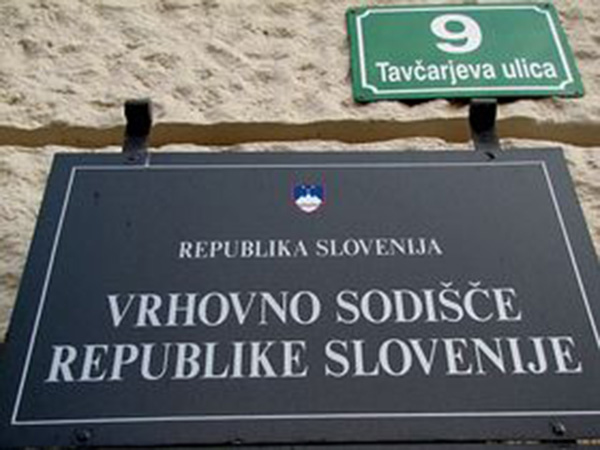 9
Tavčarjeva ulica
REPUBLIKA SLOVENIJA
VRHOVNO SODIŠČE
REPUBLIKE SLOVENIJE